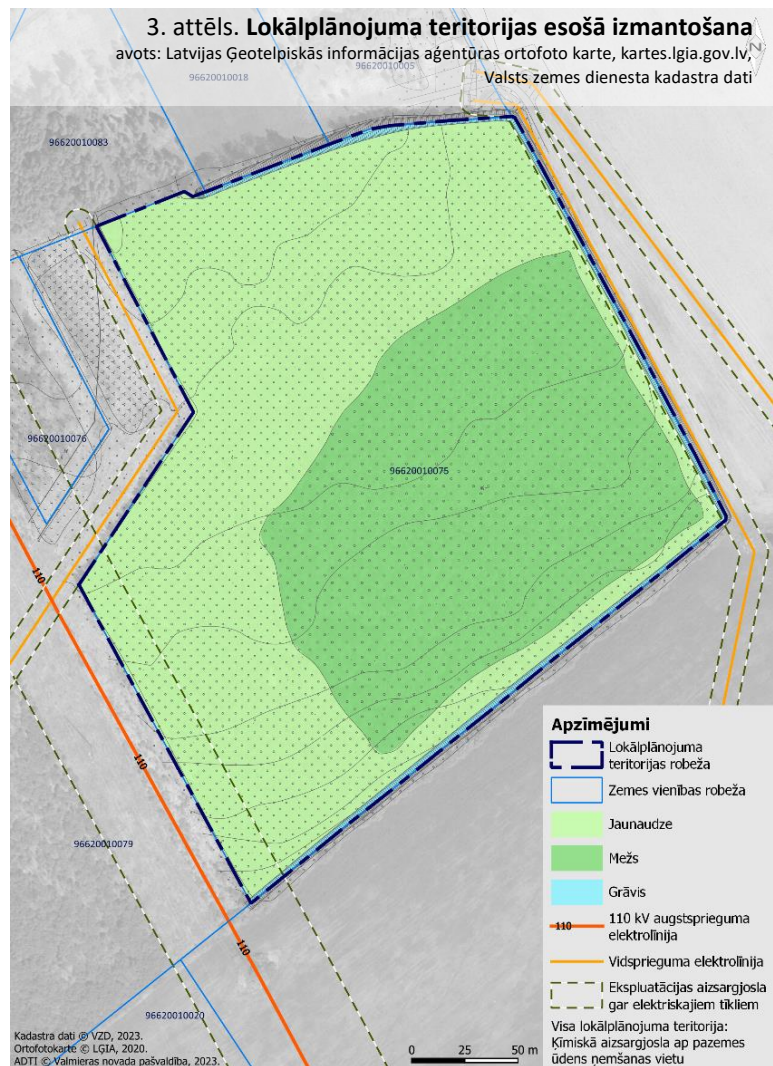 3. attēls. Lokālplānojuma teritorijas esošā izmantošana
avots: Latvijas Ģeotelpiskās informācijas aģentūras ortofoto karte, kartes.lgia.gov.lv,
Valsts zemes dienesta kadastra dati
Z
96620010018
96620010005
96620010083
96620010076
96620010075
110
110
96620010079
110
96620010020
Apzīmējumi
Lokālplānojuma
teritorijas robeža
Zemes vienības robeža
Jaunaudze
Mežs
Grāvis
110
110 kV augstsprieguma
elektrolīnija
Vidsprieguma elektrolīnija
Ekspluatācijas aizsargjosla
gar elektriskajiem tīkliem
Visa lokālplānojuma teritorija:
Ķīmiskā aizsargjosla ap pazemes
ūdens ņemšanas vietu
Kadastra dati © VZD, 2023.
Ortofotokarte © LĢIA, 2020.
ADTI © Valmieras novada pašvaldība, 2023.
0 25 50 m